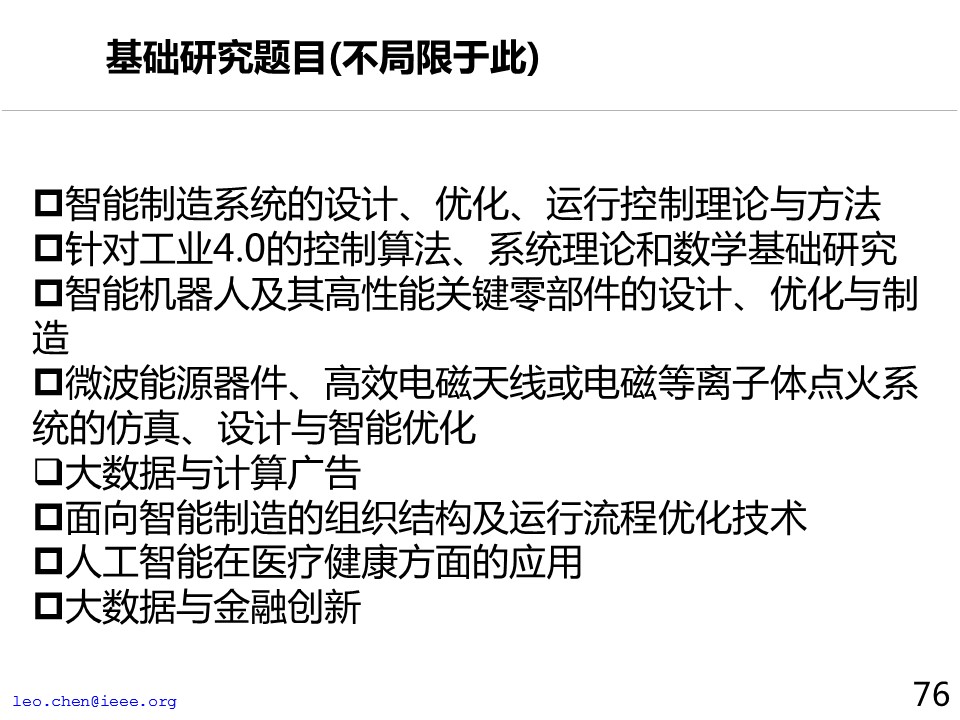 基础研究题目(不局限于此)
智能制造系统的设计、优化、运行控制理论与方法
针对工业4.0的控制算法、系统理论和数学基础研究
智能机器人及其高性能关键零部件的设计、优化与制
造
微波能源器件、高效电磁天线或电磁等离子体点火系
统的仿真、设计与智能优化
大数据与计算广告
面向智能制造的组织结构及运行流程优化技术
人工智能在医疗健康方面的应用
大数据与金融创新
leo.chen@ieee.org
76